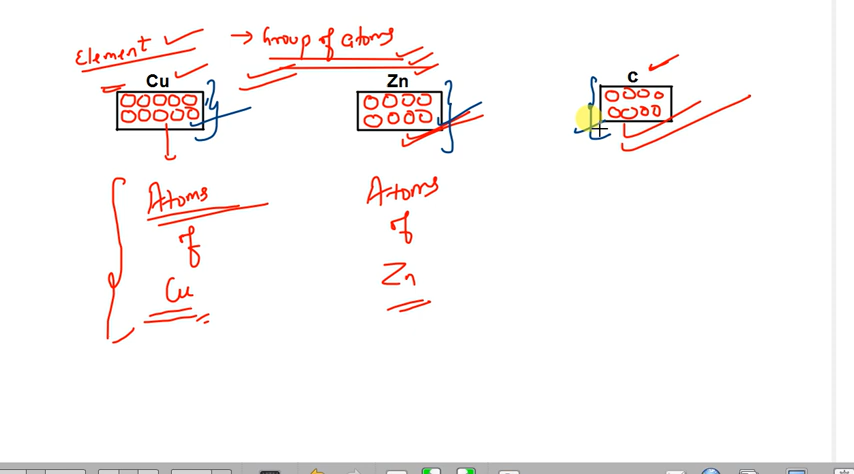 Element → Group of atoms
Cu Zn C
Atoms Atoms
of of
Cu Zn